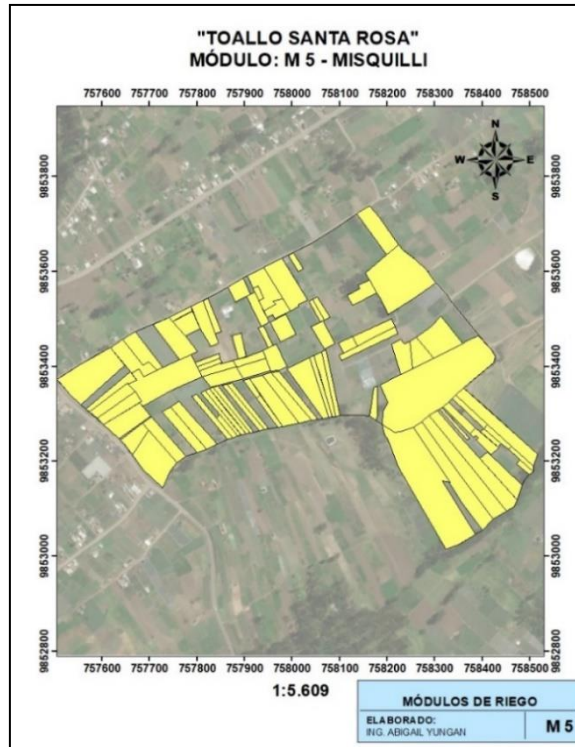 "TOALLO SANTA ROSA"
MÓDULO: M 5 - MISQUILLI
757600 757700 757800 757900 758000 758100 758200 758300 758400 758500
N
W E
S
9853800 9853800
9853600 9853600
9853400 9853400
9853200 9853200
9853000 9853000
9852800 9852800
757600 757700 757800 757900 758000 758100 758200 758300 758400 758500
1:5.609
MÓDULOS DE RIEGO
ELABORADO:
ING. ABIGAIL YUNGAN
M 5